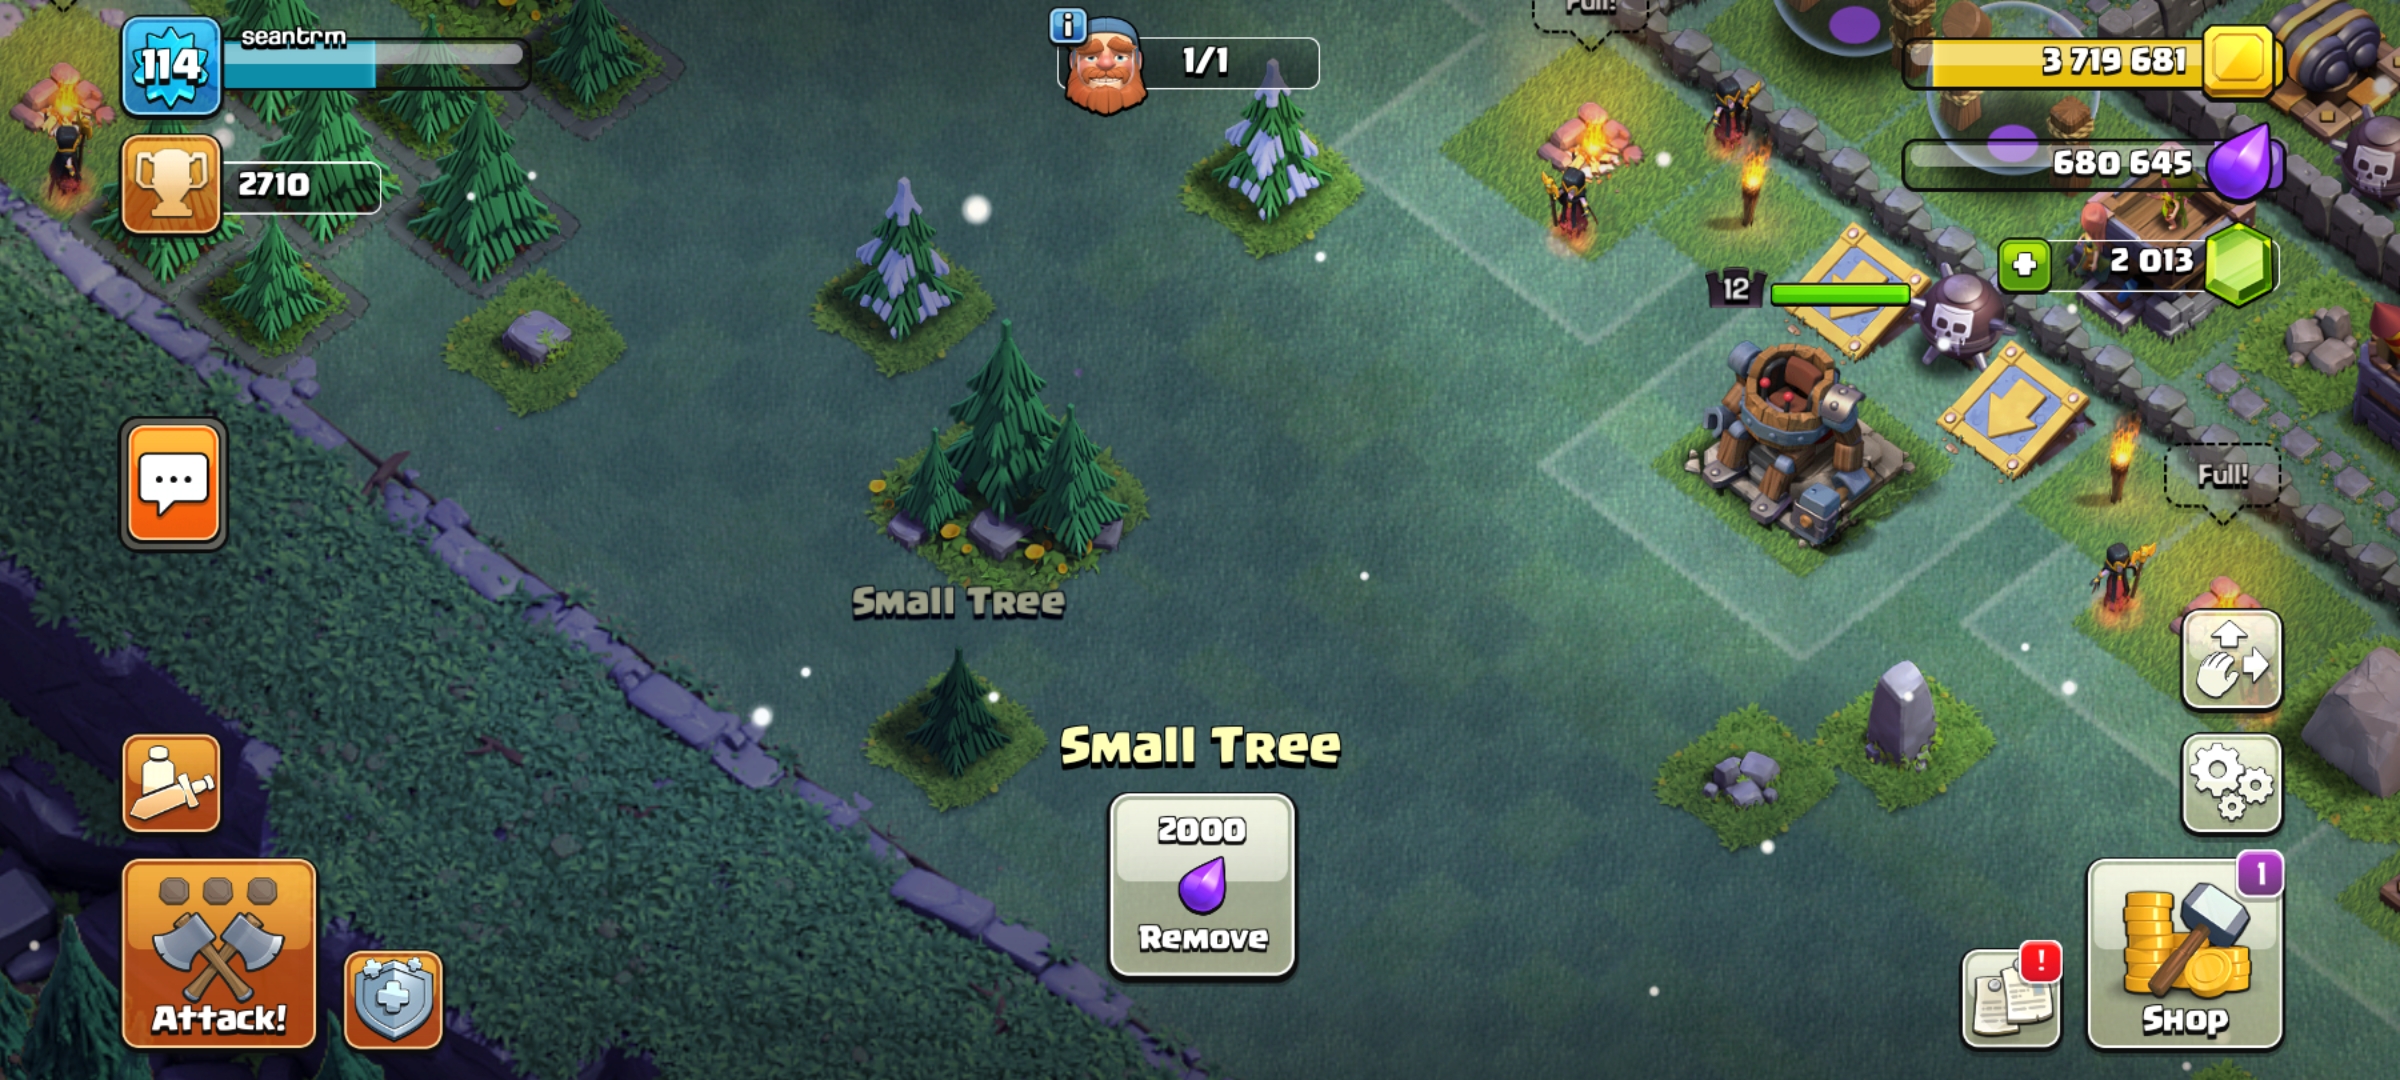 Full!
seantrm
114
i
1/1
3 719 681
2710
680 645
2 013
12
Full!
Small Tree
Small Tree
2000
Remove
1
!
Attack!
Shop